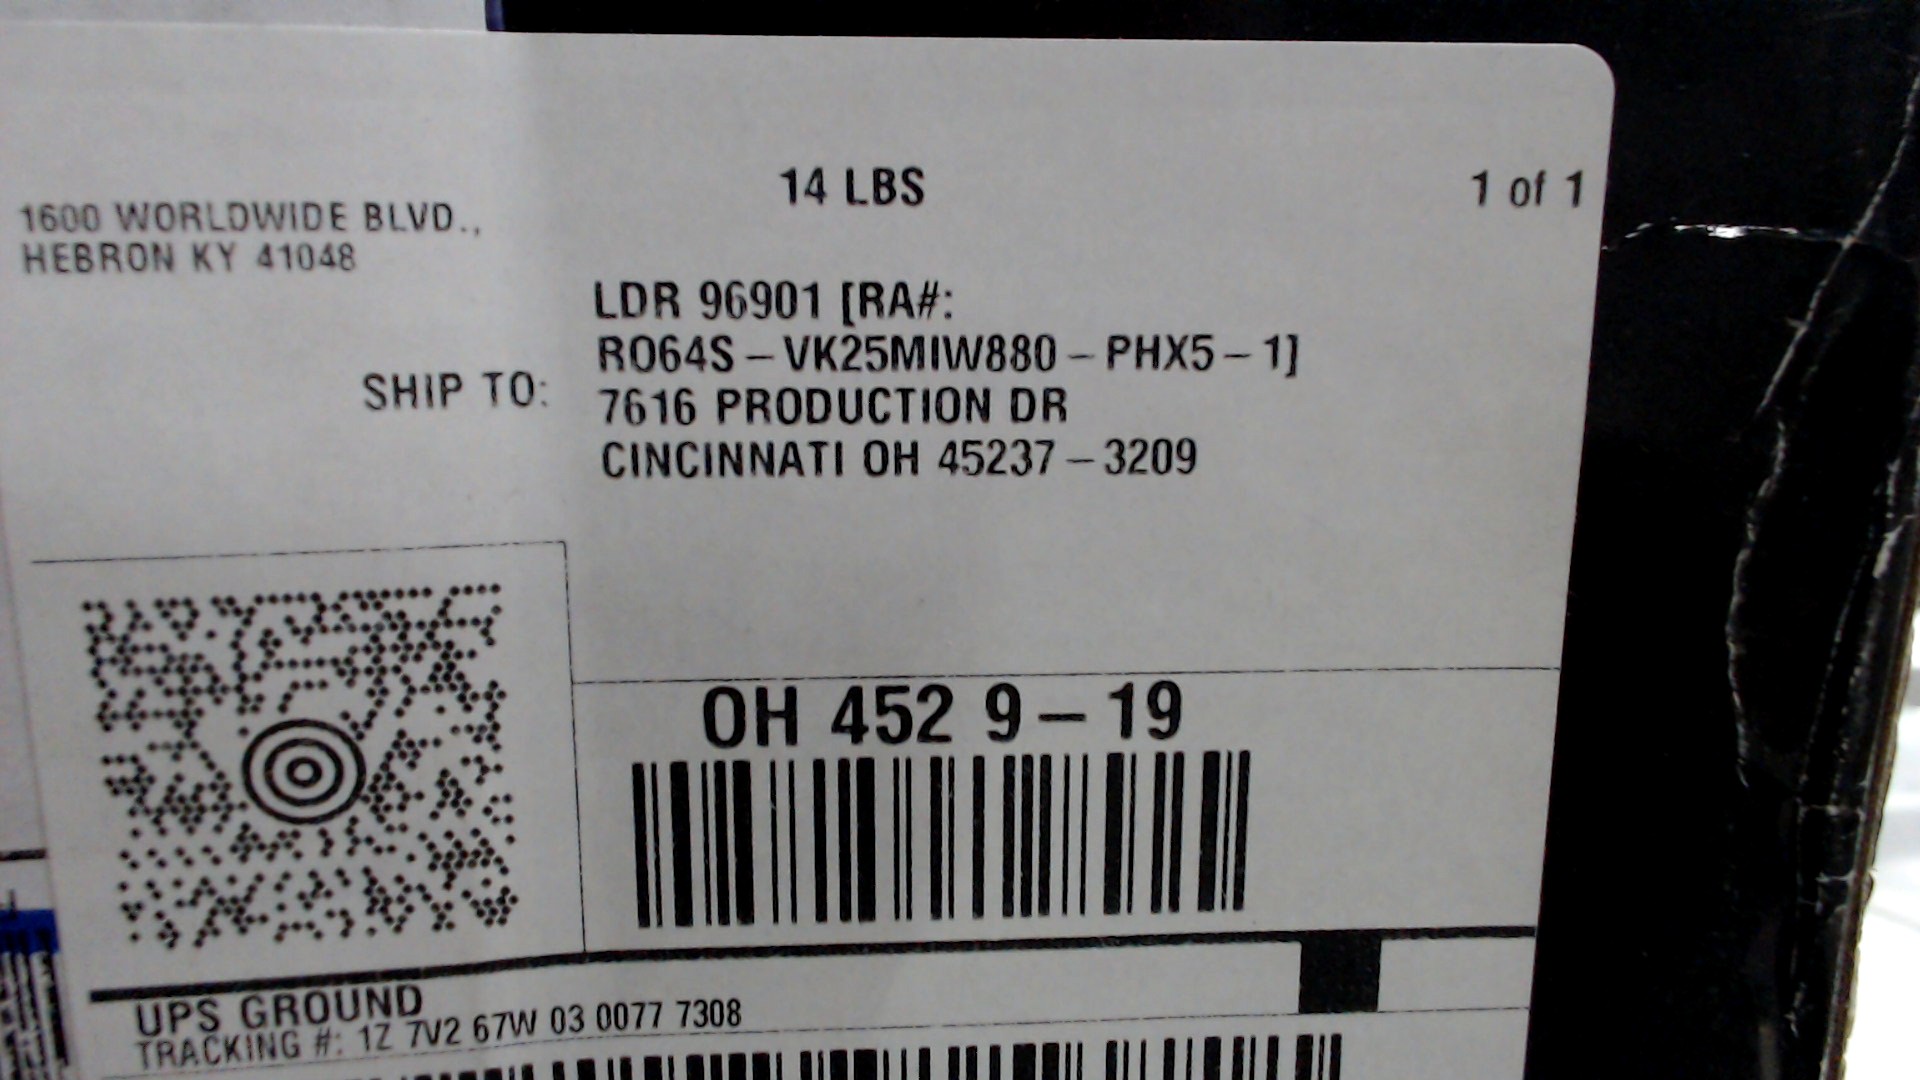 14 LBS
1 of 1
1600 WORLDWIDE BLVD.,
HEBRON KY 41048
SHIP TO:
LDR 96901 [RA#:
RO64S-VK25MIW880-PHX5-1]
7616 PRODUCTION DR
CINCINNATI OH 45237-3209
OH 452 9-19
UPS GROUND
TRACKING #: 1Z 7V2 67W 03 0077 7308